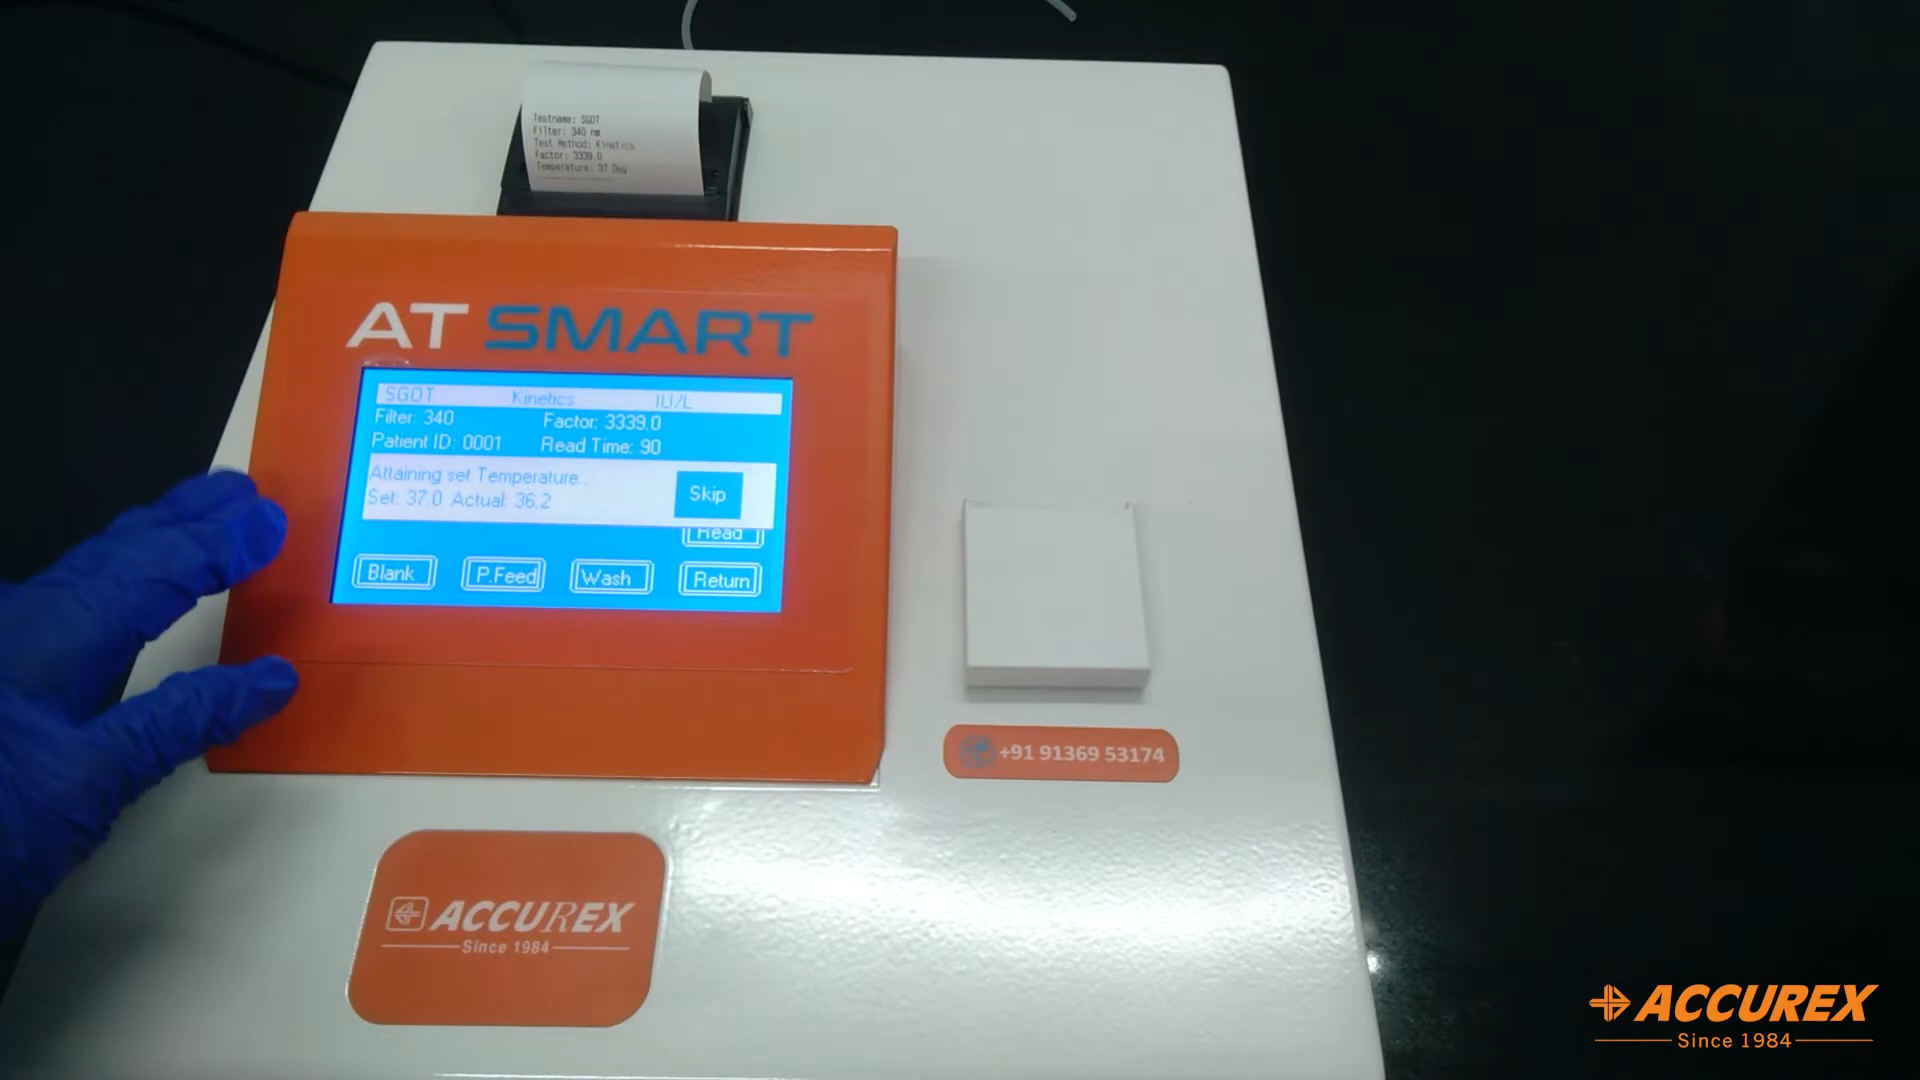 Testname: SGOT
Filter: 340 nm
Test Method: Kinetics
Factor: 3339.0
Temperature: 37 Deg
AT SMART
SGOT Kinetics IU/L
Filter: 340 Factor: 3339.0
Patient ID: 0001 Read Time: 90
Attaining set Temperature..
Set: 37.0 Actual: 36.2
Skip
Read
Blank P.Feed Wash Return
+91 91369 53174
ACCUREX
Since 1984
ACCUREX
Since 1984